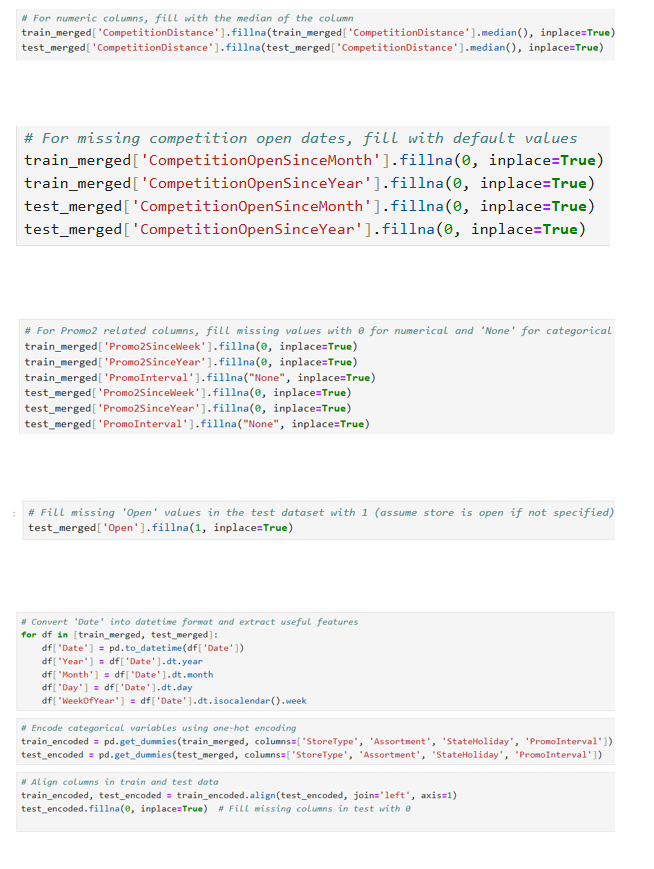 # For numeric columns, fill with the median of the column
train_merged['CompetitionDistance'].fillna(train_merged['CompetitionDistance'].median(), inplace=True)
test_merged['CompetitionDistance'].fillna(test_merged['CompetitionDistance'].median(), inplace=True)
# For missing competition open dates, fill with default values
train_merged['CompetitionOpenSinceMonth'].fillna(0, inplace=True)
train_merged['CompetitionOpenSinceYear'].fillna(0, inplace=True)
test_merged['CompetitionOpenSinceMonth'].fillna(0, inplace=True)
test_merged['CompetitionOpenSinceYear'].fillna(0, inplace=True)
# For Promo2 related columns, fill missing values with 0 for numerical and 'None' for categorical
train_merged['Promo2SinceWeek'].fillna(0, inplace=True)
train_merged['Promo2SinceYear'].fillna(0, inplace=True)
train_merged['PromoInterval'].fillna("None", inplace=True)
test_merged['Promo2SinceWeek'].fillna(0, inplace=True)
test_merged['Promo2SinceYear'].fillna(0, inplace=True)
test_merged['PromoInterval'].fillna("None", inplace=True)
: # Fill missing 'Open' values in the test dataset with 1 (assume store is open if not specified)
test_merged['Open'].fillna(1, inplace=True)
# Convert 'Date' into datetime format and extract useful features
for df in [train_merged, test_merged]:
    df['Date'] = pd.to_datetime(df['Date'])
    df['Year'] = df['Date'].dt.year
    df['Month'] = df['Date'].dt.month
    df['Day'] = df['Date'].dt.day
    df['WeekOfYear'] = df['Date'].dt.isocalendar().week
# Encode categorical variables using one-hot encoding
train_encoded = pd.get_dummies(train_merged, columns=['StoreType', 'Assortment', 'StateHoliday', 'PromoInterval'])
test_encoded = pd.get_dummies(test_merged, columns=['StoreType', 'Assortment', 'StateHoliday', 'PromoInterval'])
# Align columns in train and test data
train_encoded, test_encoded = train_encoded.align(test_encoded, join='left', axis=1)
test_encoded.fillna(0, inplace=True)  # Fill missing columns in test with 0